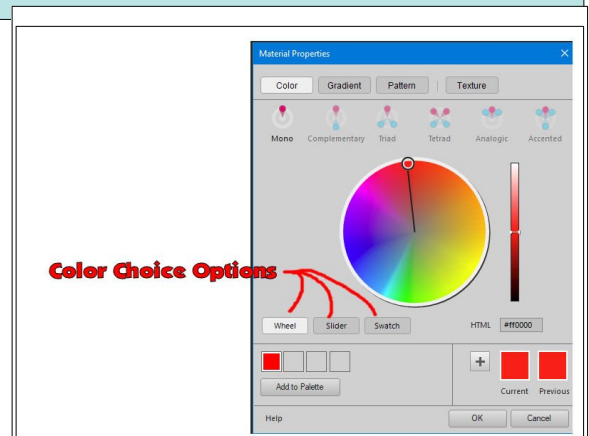 Material Properties
Color Gradient Pattern Texture
Mono Complementary Triad Tetrad Analogic Accented
Color Choice Options
Wheel Slider Swatch HTML #ff0000
Add to Palette
Current Previous
Help OK Cancel